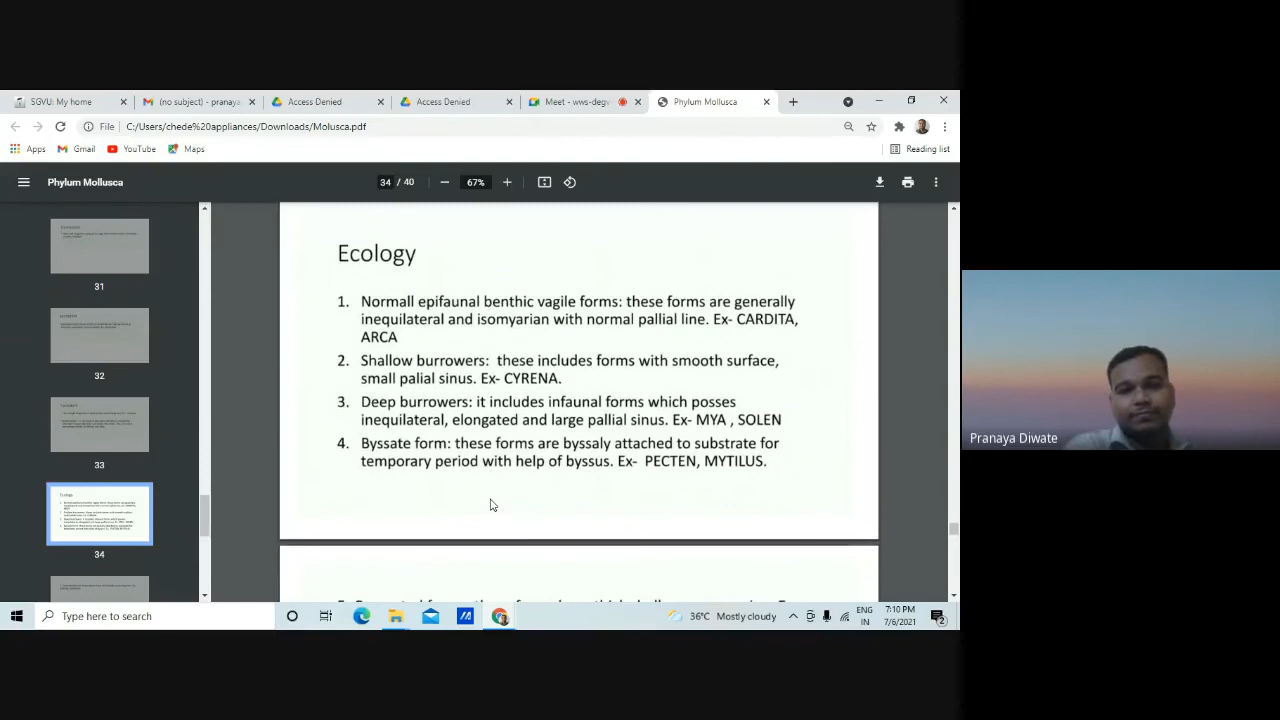 SGVU: My home
(no subject) - pranaya
Access Denied
Access Denied
Meet - wws-degv
Phylum Mollusca
File C:/Users/chede%20appliances/Downloads/Molusca.pdf
Apps Gmail YouTube Maps Reading list
Phylum Mollusca 34 / 40 67%
31
32
33
34
Ecology
1. Normall epifaunal benthic vagile forms: these forms are generally
inequilateral and isomyarian with normal pallial line. Ex- CARDITA,
ARCA
2. Shallow burrowers: these includes forms with smooth surface,
small palial sinus. Ex- CYRENA.
3. Deep burrowers: it includes infaunal forms which posses
inequilateral, elongated and large pallial sinus. Ex- MYA , SOLEN
4. Byssate form: these forms are byssaly attached to substrate for
temporary period with help of byssus. Ex- PECTEN, MYTILUS.
Pranaya Diwate
Type here to search
36°C Mostly cloudy
ENG
IN
7:10 PM
7/6/2021
2